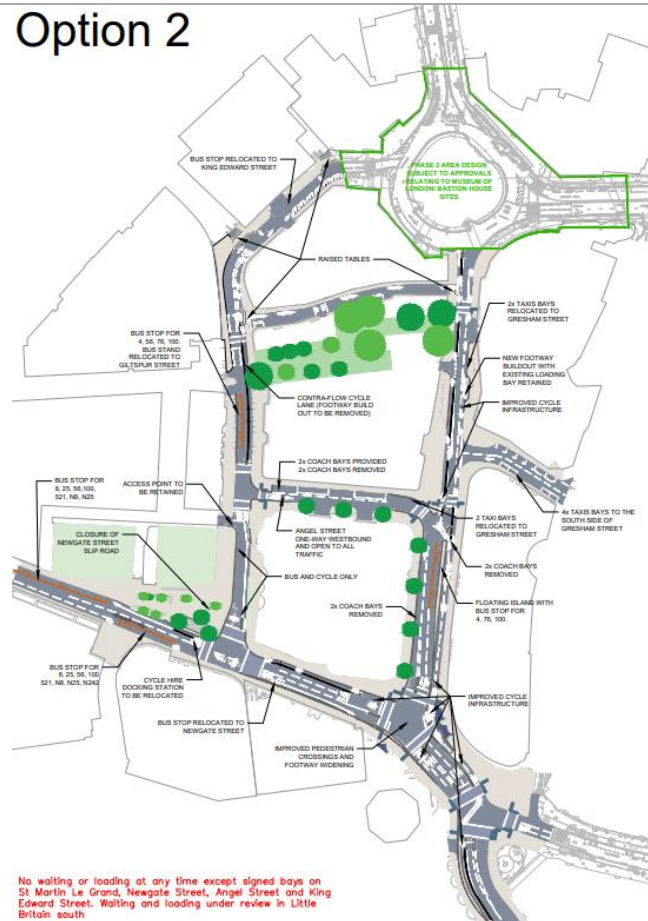 Option 2
BUS STOP RELOCATED TO
KING EDWARD STREET
PHASE 2 AREA DESIGN
SUBJECT TO APPROVALS
RELATING TO MUSEUM OF
LONDON/ BASTION HOUSE
SITES
RAISED TABLES
2x TAXIS BAYS
RELOCATED TO
GRESHAM STREET
BUS STOP FOR
4, 56, 76, 100.
BUS STAND
RELOCATED TO
GILTSPUR STREET
NEW FOOTWAY
BUILDOUT WITH
EXISTING LOADING
BAY RETAINED
CONTRA-FLOW CYCLE
LANE (FOOTWAY BUILD
OUT TO BE REMOVED)
IMPROVED CYCLE
INFRASTRUCTURE
2x COACH BAYS PROVIDED
2x COACH BAYS REMOVED
BUS STOP FOR
8, 25, 56,100,
521, N8, N25
ACCESS POINT TO
BE RETAINED
4x TAXIS BAYS TO THE
SOUTH SIDE OF
GRESHAM STREET
2 TAXI BAYS
RELOCATED TO
GRESHAM STREET
CLOSURE OF
NEWGATE STREET
SLIP ROAD
ANGEL STREET
ONE-WAY WESTBOUND
AND OPEN TO ALL
TRAFFIC
2x COACH BAYS
REMOVED
BUS AND CYCLE ONLY
2x COACH BAYS
REMOVED
FLOATING ISLAND WITH
BUS STOP FOR
4, 76, 100.
BUS STOP FOR
8, 25, 56, 100
521, N8, N25, N242
CYCLE HIRE
DOCKING STATION
TO BE RELOCATED
IMPROVED CYCLE
INFRASTRUCTURE
BUS STOP RELOCATED TO
NEWGATE STREET
IMPROVED PEDESTRIAN
CROSSINGS AND
FOOTWAY WIDENING
No waiting or loading at any time except signed bays on
St Martin Le Grand, Newgate Street, Angel Street and King
Edward Street. Waiting and loading under review in Little
Britain south